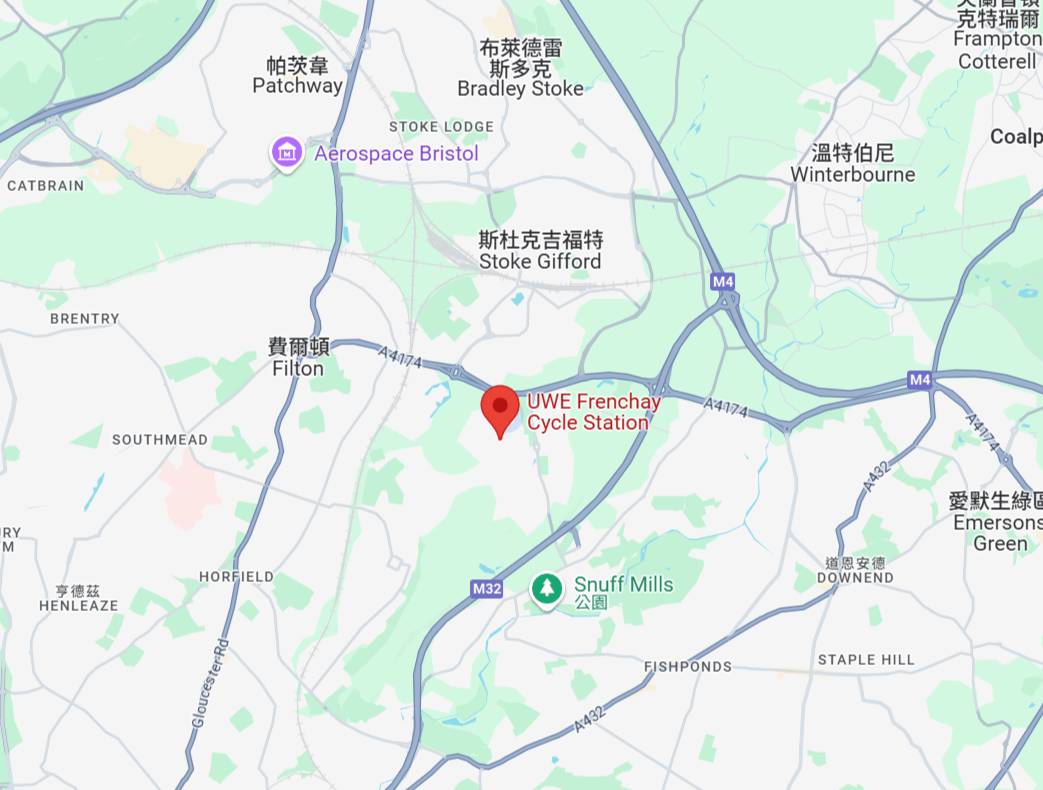 克特瑞爾
Frampton
Cotterell
布萊德雷
斯多克
Bradley Stoke
帕茨韋
Patchway
STOKE LODGE
Coalp
Aerospace Bristol
溫特伯尼
Winterbourne
CATBRAIN
斯杜克吉福特
Stoke Gifford
M4
BRENTRY
費爾頓
Filton
A4174
M4
UWE Frenchay
Cycle Station
A4174
A4174
SOUTHMEAD
A432
愛默生綠區
Emersons
Green
RY
M
HORFIELD
道恩安德
DOWNEND
亨德茲
HENLEAZE
M32
Snuff Mills
公園
Gloucester Rd
FISHPONDS
STAPLE HILL
A432